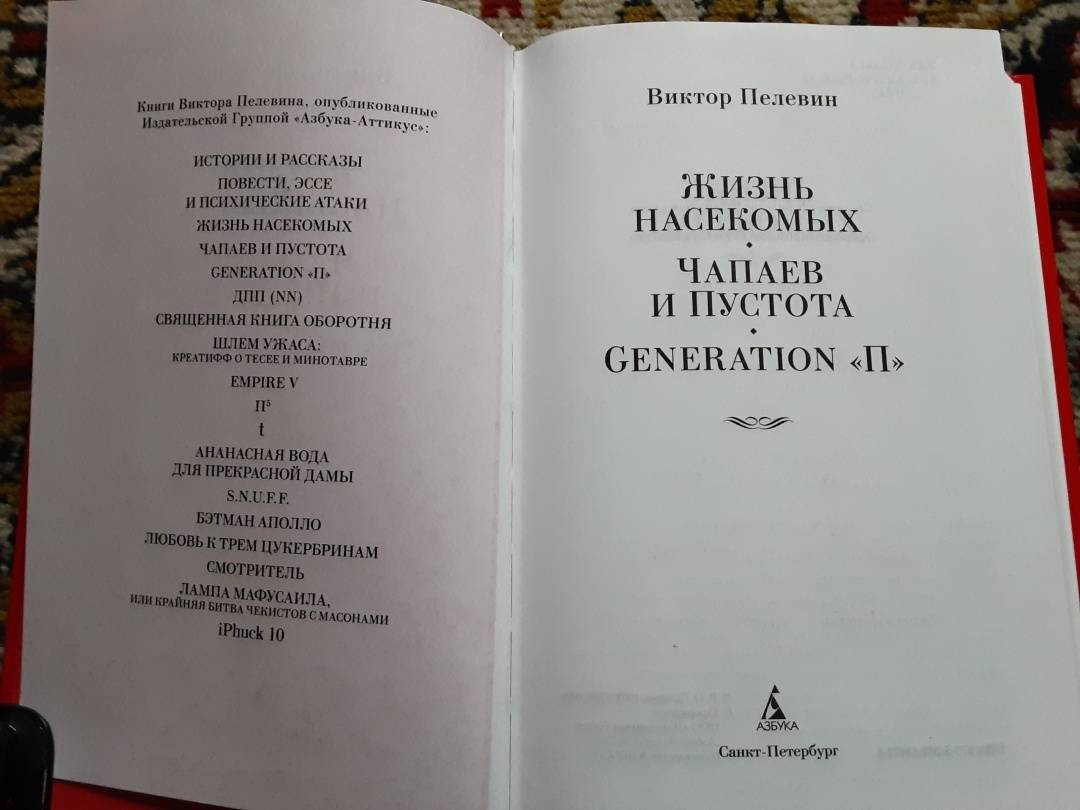 Книги Виктора Пелевина, опубликованные
Издательской Группой «Азбука-Аттикус»:
ИСТОРИИ И РАССКАЗЫ
ПОВЕСТИ, ЭССЕ
И ПСИХИЧЕСКИЕ АТАКИ
ЖИЗНЬ НАСЕКОМЫХ
ЧАПАЕВ И ПУСТОТА
GENERATION «П»
ДПП (NN)
СВЯЩЕННАЯ КНИГА ОБОРОТНЯ
ШЛЕМ УЖАСА:
КРЕАТИФФ О ТЕСЕЕ И МИНОТАВРЕ
EMPIRE V
П⁵
t
АНАНАСНАЯ ВОДА
ДЛЯ ПРЕКРАСНОЙ ДАМЫ
S.N.U.F.F.
БЭТМАН АПОЛЛО
ЛЮБОВЬ К ТРЕМ ЦУКЕРБРИНАМ
СМОТРИТЕЛЬ
ЛАМПА МАФУСАИЛА,
ИЛИ КРАЙНЯЯ БИТВА ЧЕКИСТОВ С МАСОНАМИ
iPhuck 10
Виктор Пелевин
ЖИЗНЬ
НАСЕКОМЫХ
ЧАПАЕВ
И ПУСТОТА
GENERATION «П»
АЗБУКА
Санкт-Петербург